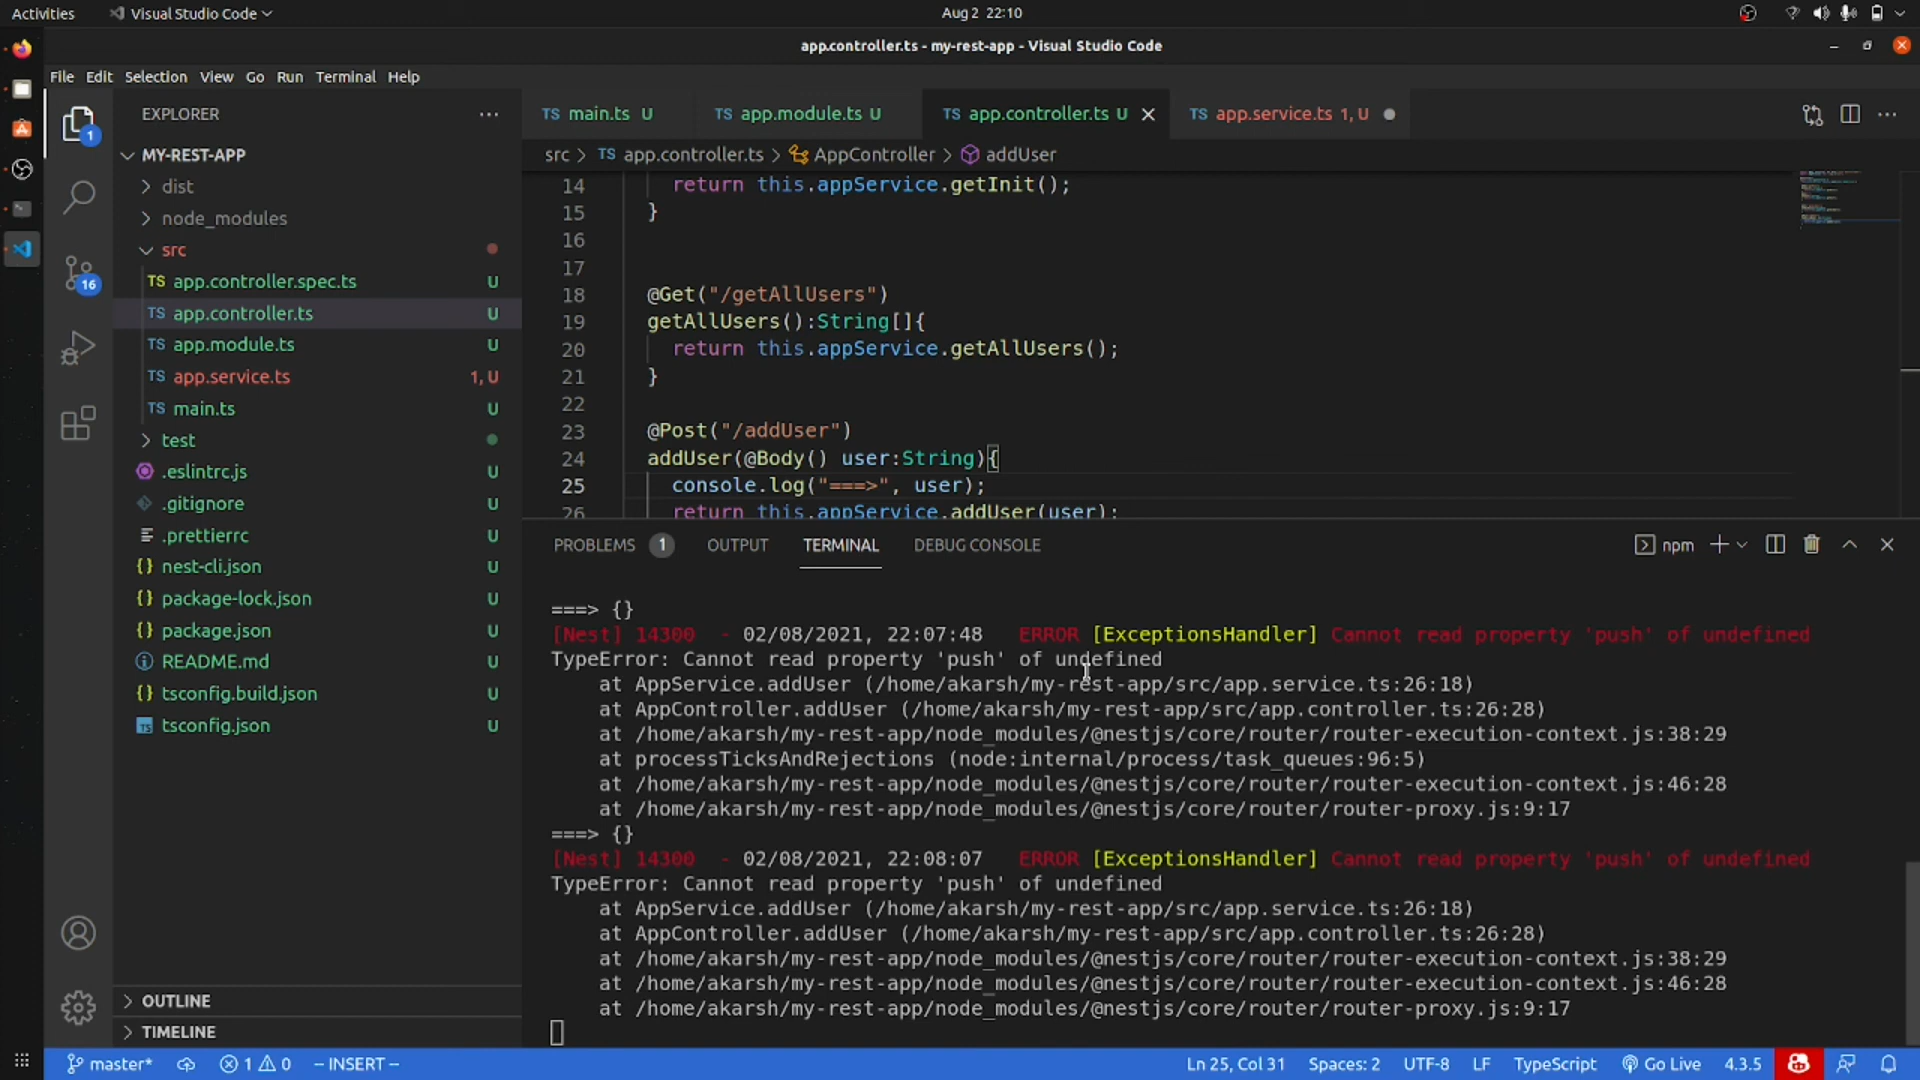 Activities
Visual Studio Code
Aug 2 22:10
app.controller.ts - my-rest-app - Visual Studio Code
File Edit Selection View Go Run Terminal Help
EXPLORER
MY-REST-APP
dist
node_modules
src
TS app.controller.spec.ts U
TS app.controller.ts U
TS app.module.ts U
TS app.service.ts 1, U
TS main.ts U
test
.eslintrc.js U
.gitignore U
.prettierrc U
{} nest-cli.json U
{} package-lock.json U
{} package.json U
README.md U
tsconfig.build.json U
tsconfig.json U
OUTLINE
TIMELINE
1
16
TS main.ts U
TS app.module.ts U
TS app.controller.ts U
TS app.service.ts 1, U
src > TS app.controller.ts > AppController > addUser
14 return this.appService.getInit();
15 }
16
17
18 @Get("/getAllUsers")
19 getAllUsers():String[]{
20 return this.appService.getAllUsers();
21 }
22
23 @Post("/addUser")
24 addUser(@Body() user:String){
25 console.log("===>", user);
26 return this.appService.addUser(user);
PROBLEMS 1 OUTPUT TERMINAL DEBUG CONSOLE
npm
===> {}
[Nest] 14300 - 02/08/2021, 22:07:48 ERROR [ExceptionsHandler] Cannot read property 'push' of undefined
TypeError: Cannot read property 'push' of undefined
at AppService.addUser (/home/akarsh/my-rest-app/src/app.service.ts:26:18)
at AppController.addUser (/home/akarsh/my-rest-app/src/app.controller.ts:26:28)
at /home/akarsh/my-rest-app/node_modules/@nestjs/core/router/router-execution-context.js:38:29
at processTicksAndRejections (node:internal/process/task_queues:96:5)
at /home/akarsh/my-rest-app/node_modules/@nestjs/core/router/router-execution-context.js:46:28
at /home/akarsh/my-rest-app/node_modules/@nestjs/core/router/router-proxy.js:9:17
===> {}
[Nest] 14300 - 02/08/2021, 22:08:07 ERROR [ExceptionsHandler] Cannot read property 'push' of undefined
TypeError: Cannot read property 'push' of undefined
at AppService.addUser (/home/akarsh/my-rest-app/src/app.service.ts:26:18)
at AppController.addUser (/home/akarsh/my-rest-app/src/app.controller.ts:26:28)
at /home/akarsh/my-rest-app/node_modules/@nestjs/core/router/router-execution-context.js:38:29
at /home/akarsh/my-rest-app/node_modules/@nestjs/core/router/router-execution-context.js:46:28
at /home/akarsh/my-rest-app/node_modules/@nestjs/core/router/router-proxy.js:9:17
master* 1 0 -- INSERT -- Ln 25, Col 31 Spaces: 2 UTF-8 LF TypeScript Go Live 4.3.5